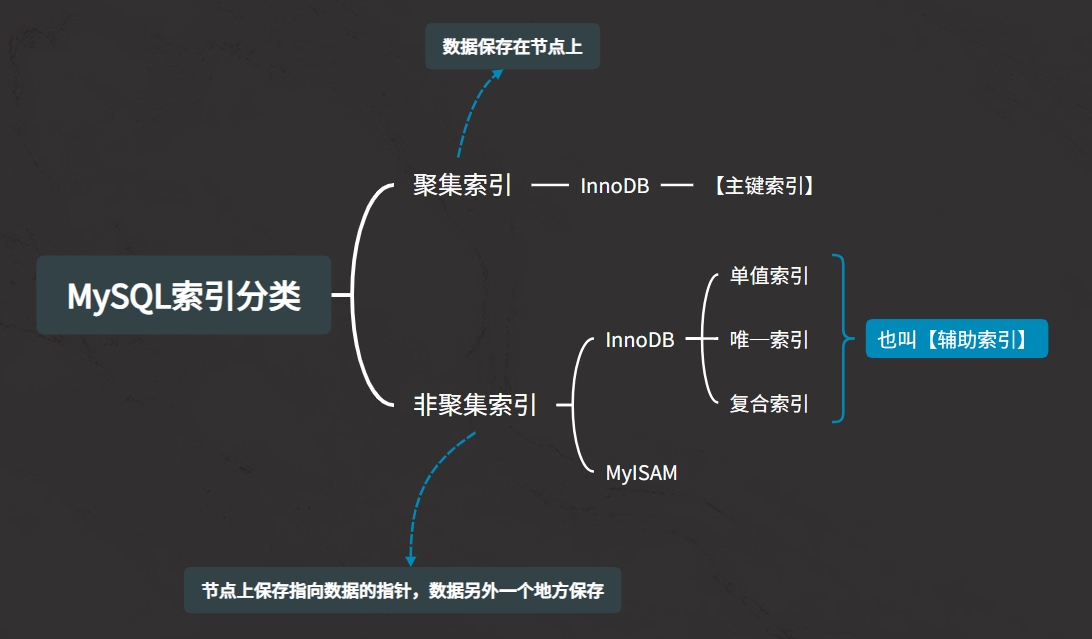 数据保存在节点上
聚集索引
InnoDB
【主键索引】
MySQL索引分类
单值索引
InnoDB
唯一索引
也叫【辅助索引】
复合索引
非聚集索引
MyISAM
节点上保存指向数据的指针，数据另外一个地方保存